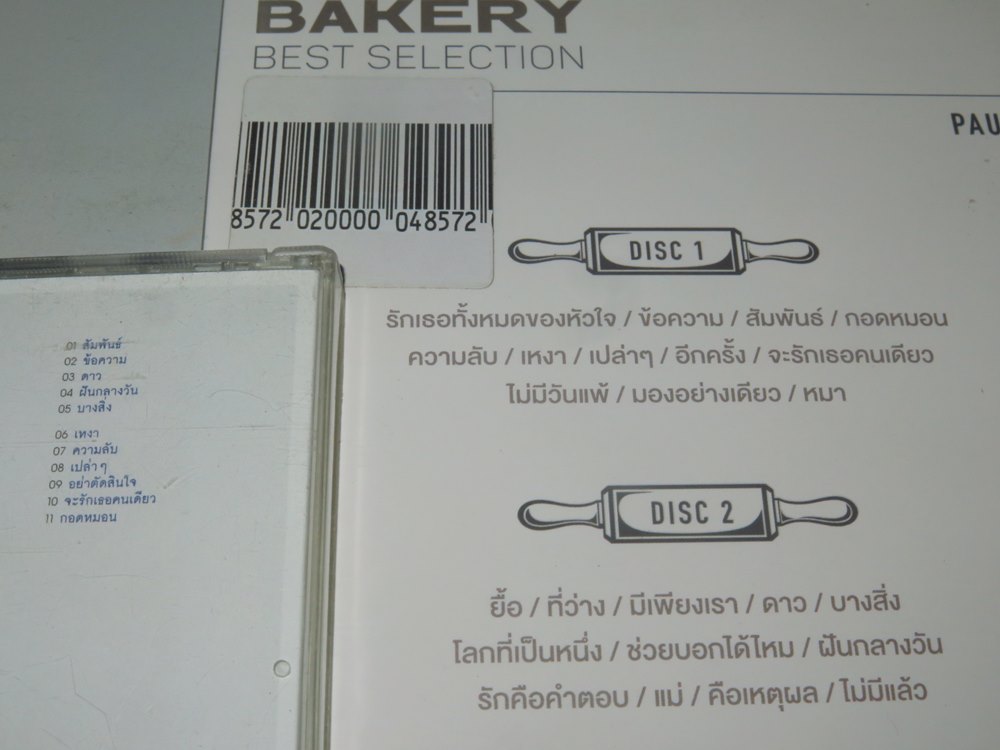 BAKERY
BEST SELECTION
PAU
8572 020000 048572
DISC 1
รักเธอทั้งหมดของหัวใจ / ข้อความ / สัมพันธ์ / กอดหมอน
ความลับ / เหงา / เปล่าๆ / อีกครั้ง / จะรักเธอคนเดียว
ไม่มีวันแพ้ / มองอย่างเดียว / หมา
DISC 2
ยื้อ / ที่ว่าง / มีเพียงเรา / ดาว / บางสิ่ง
โลกที่เป็นหนึ่ง / ช่วยบอกได้ไหม / ฝันกลางวัน
รักคือคำตอบ / แม่ / คือเหตุผล / ไม่มีแล้ว
01 สัมพันธ์
02 ข้อความ
03 ดาว
04 ฝันกลางวัน
05 บางสิ่ง
06 เหงา
07 ความลับ
08 เปล่า ๆ
09 อย่าตัดสินใจ
10 จะรักเธอคนเดียว
11 กอดหมอน